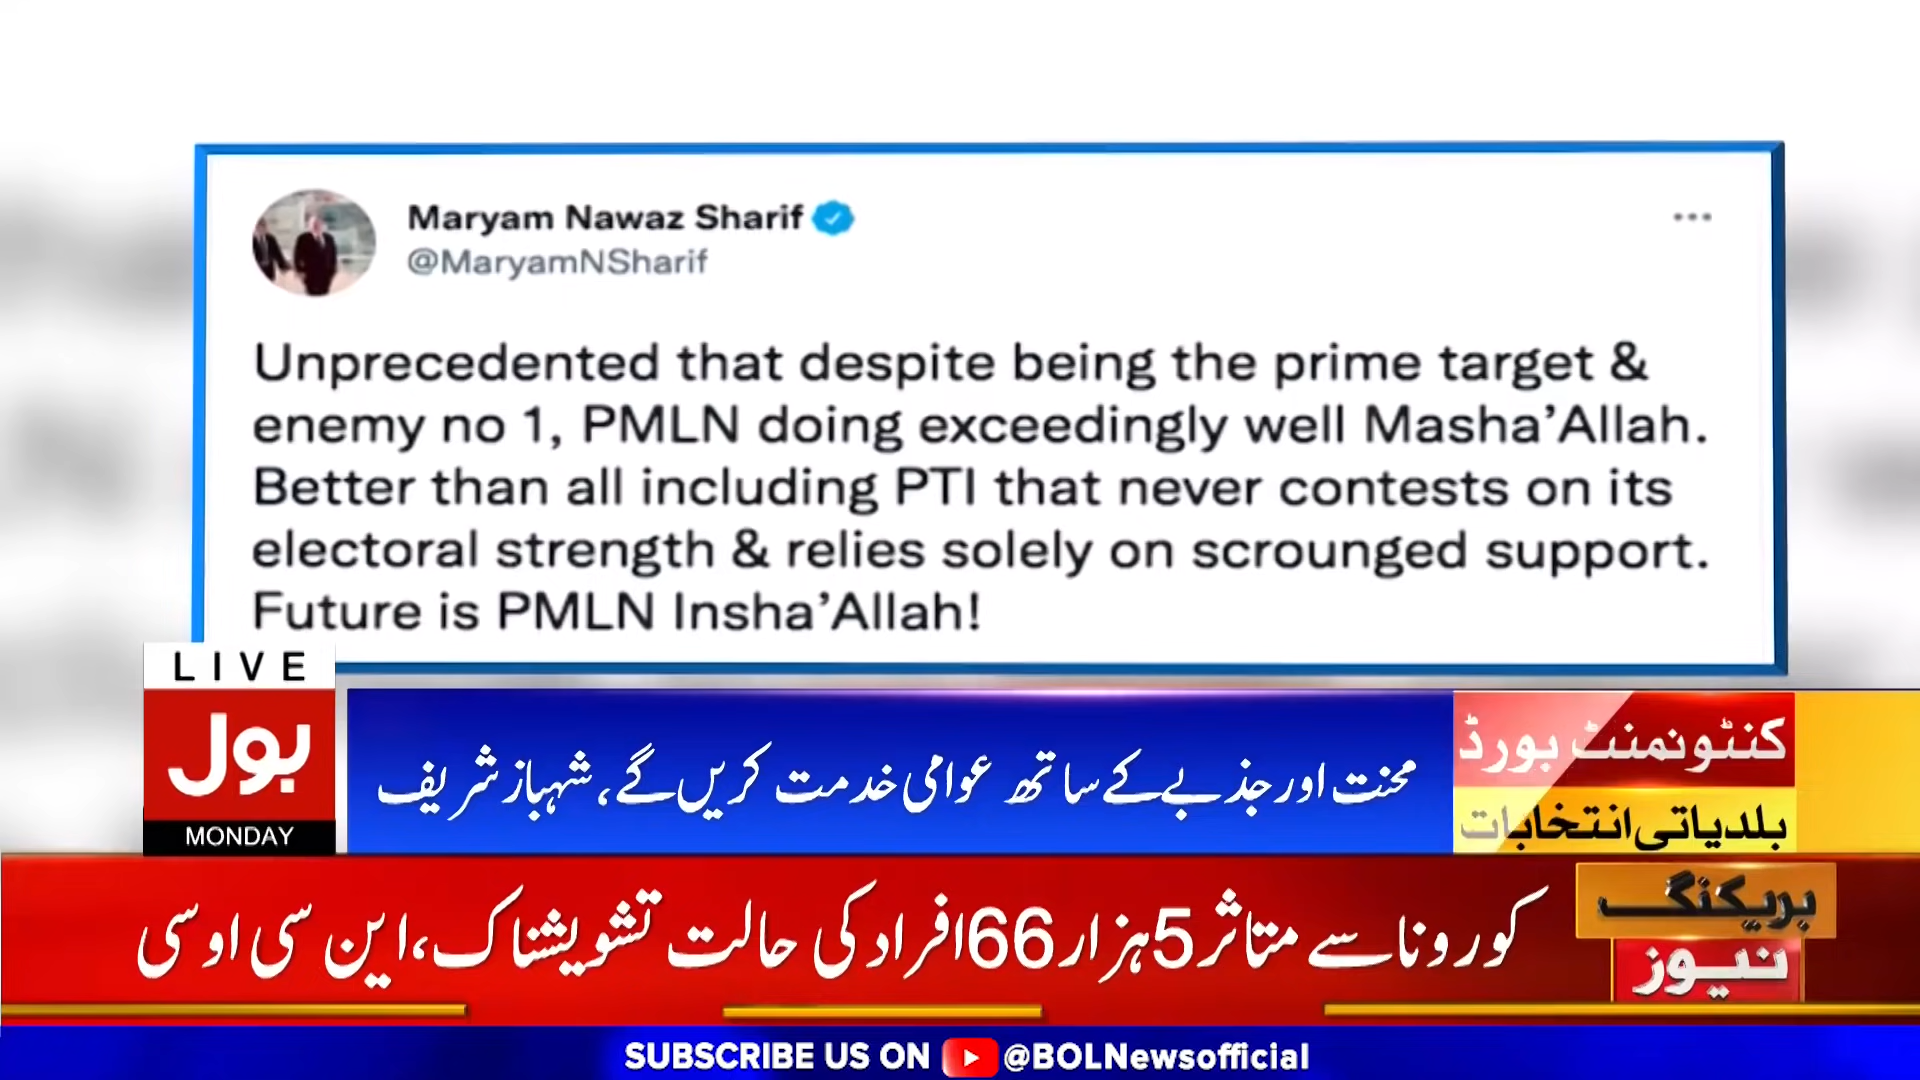 Maryam Nawaz Sharif
@MaryamNSharif
Unprecedented that despite being the prime target &
enemy no 1, PMLN doing exceedingly well Masha’Allah.
Better than all including PTI that never contests on its
electoral strength & relies solely on scrounged support.
Future is PMLN Insha’Allah!
LIVE
بول
MONDAY
کنٹونمنٹ بورڈ
بلدیاتی انتخابات
محنت اور جذبے کے ساتھ عوامی خدمت کریں گے، شہباز شریف
بریکنگ
نیوز
کورونا سے متاثر 5 ہزار 66 افراد کی حالت تشویشناک، این سی او سی
SUBSCRIBE US ON @BOLNewsofficial